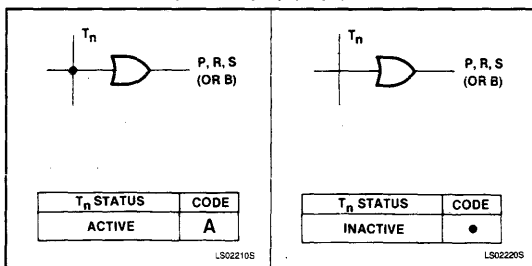 Tn
P, R, S
(OR B)
Tn STATUS CODE
ACTIVE A
LS02210S
Tn
P, R, S
(OR B)
Tn STATUS CODE
INACTIVE •
LS02220S